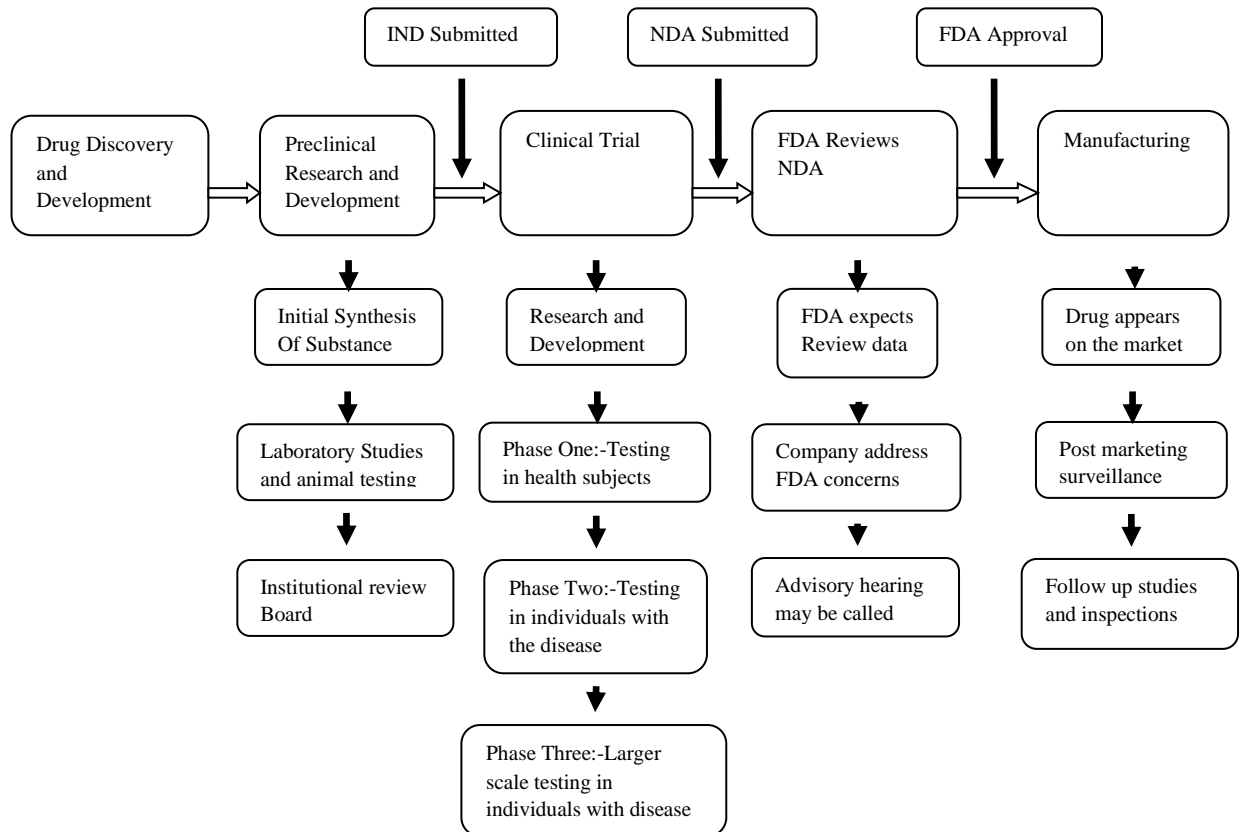 IND Submitted
NDA Submitted
FDA Approval
Drug Discovery
and
Development
Preclinical
Research and
Development
Clinical Trial
FDA Reviews
NDA
Manufacturing
Initial Synthesis
Of Substance
Research and
Development
FDA expects
Review data
Drug appears
on the market
Laboratory Studies
and animal testing
Phase One:-Testing
in health subjects
Company address
FDA concerns
Post marketing
surveillance
Institutional review
Board
Phase Two:-Testing
in individuals with
the disease
Advisory hearing
may be called
Follow up studies
and inspections
Phase Three:-Larger
scale testing in
individuals with disease